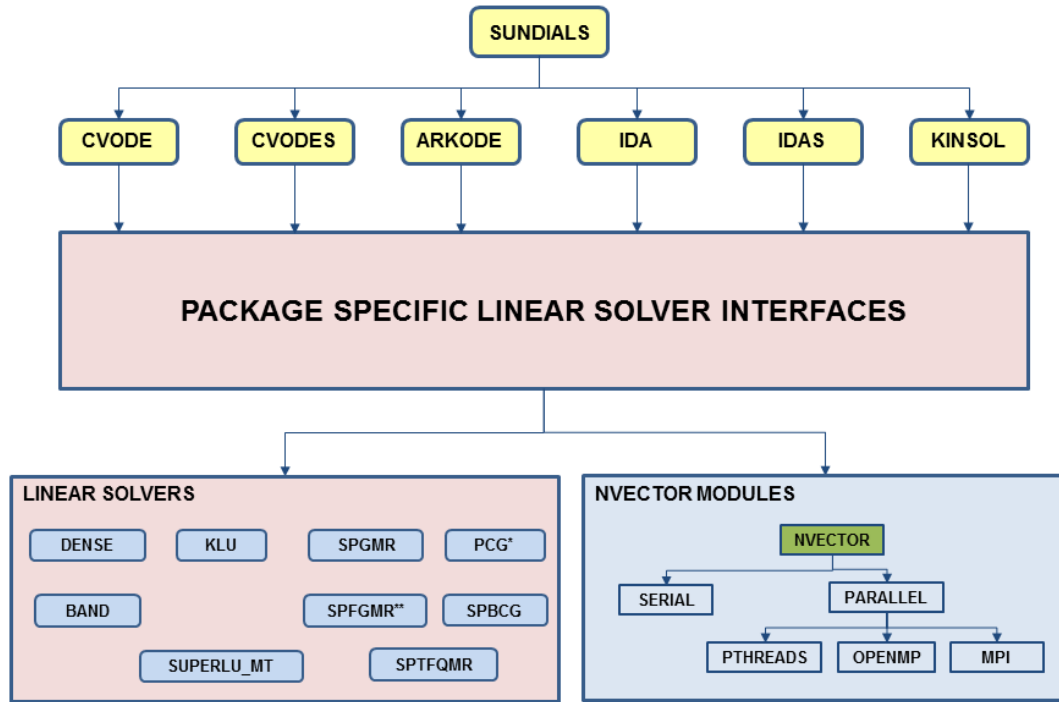 SUNDIALS
CVODE CVODES ARKODE IDA IDAS KINSOL
PACKAGE SPECIFIC LINEAR SOLVER INTERFACES
LINEAR SOLVERS
DENSE KLU SPGMR PCG*
BAND SPFGMR** SPBCG
SUPERLU_MT SPTFQMR
NVECTOR MODULES
NVECTOR
SERIAL PARALLEL
PTHREADS OPENMP MPI